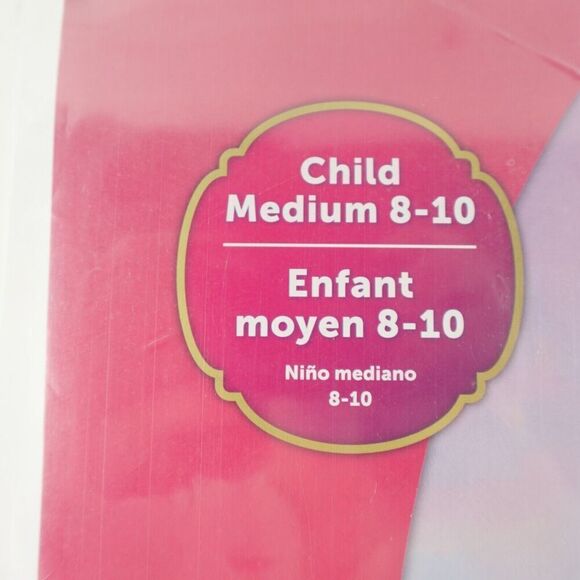 Child
Medium 8-10
Enfant
moyen 8-10
Niño mediano
8-10